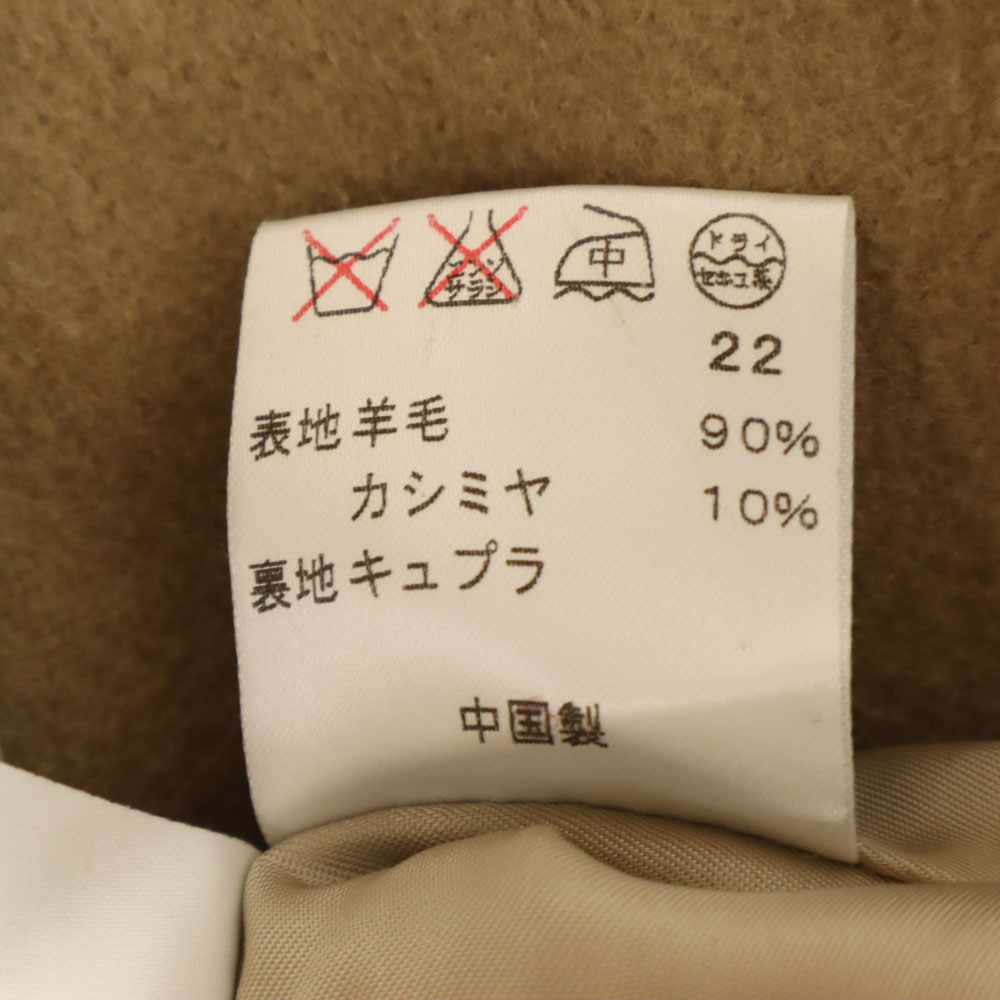 エンソ サラシ 中 ドライ
セキユ系
22
表地 羊毛 90%
カシミヤ 10%
裏地 キュプラ
中国製